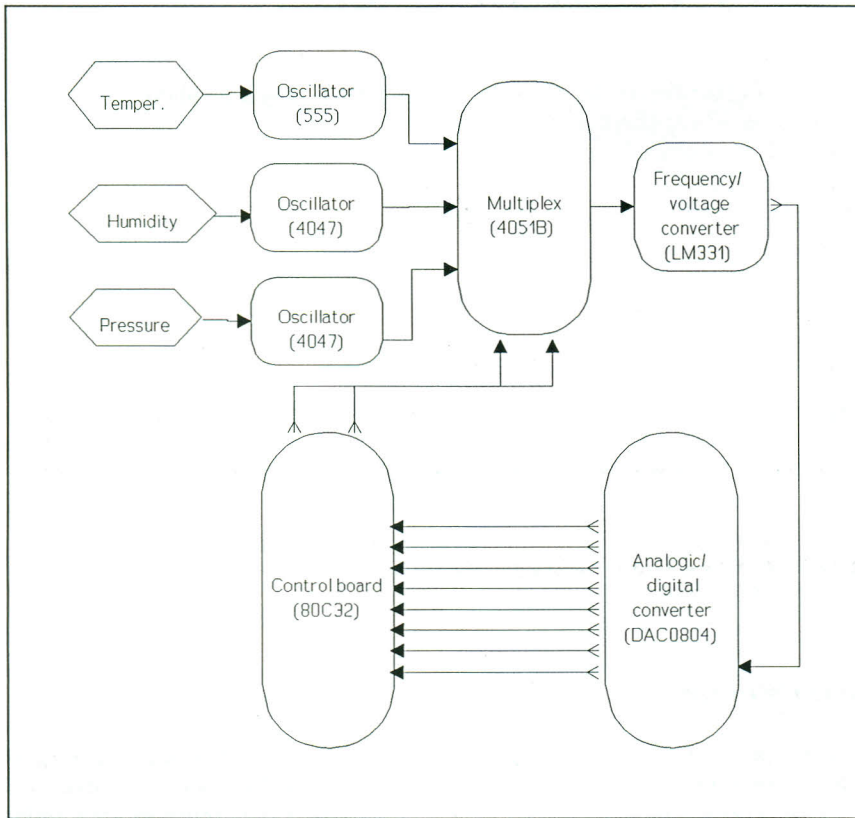 Temper.
Oscillator
(555)
Humidity
Oscillator
(4047)
Pressure
Oscillator
(4047)
Multiplex
(4051B)
Frequency/
voltage
converter
(LM331)
Control board
(80C32)
Analogic/
digital
converter
(DAC0804)